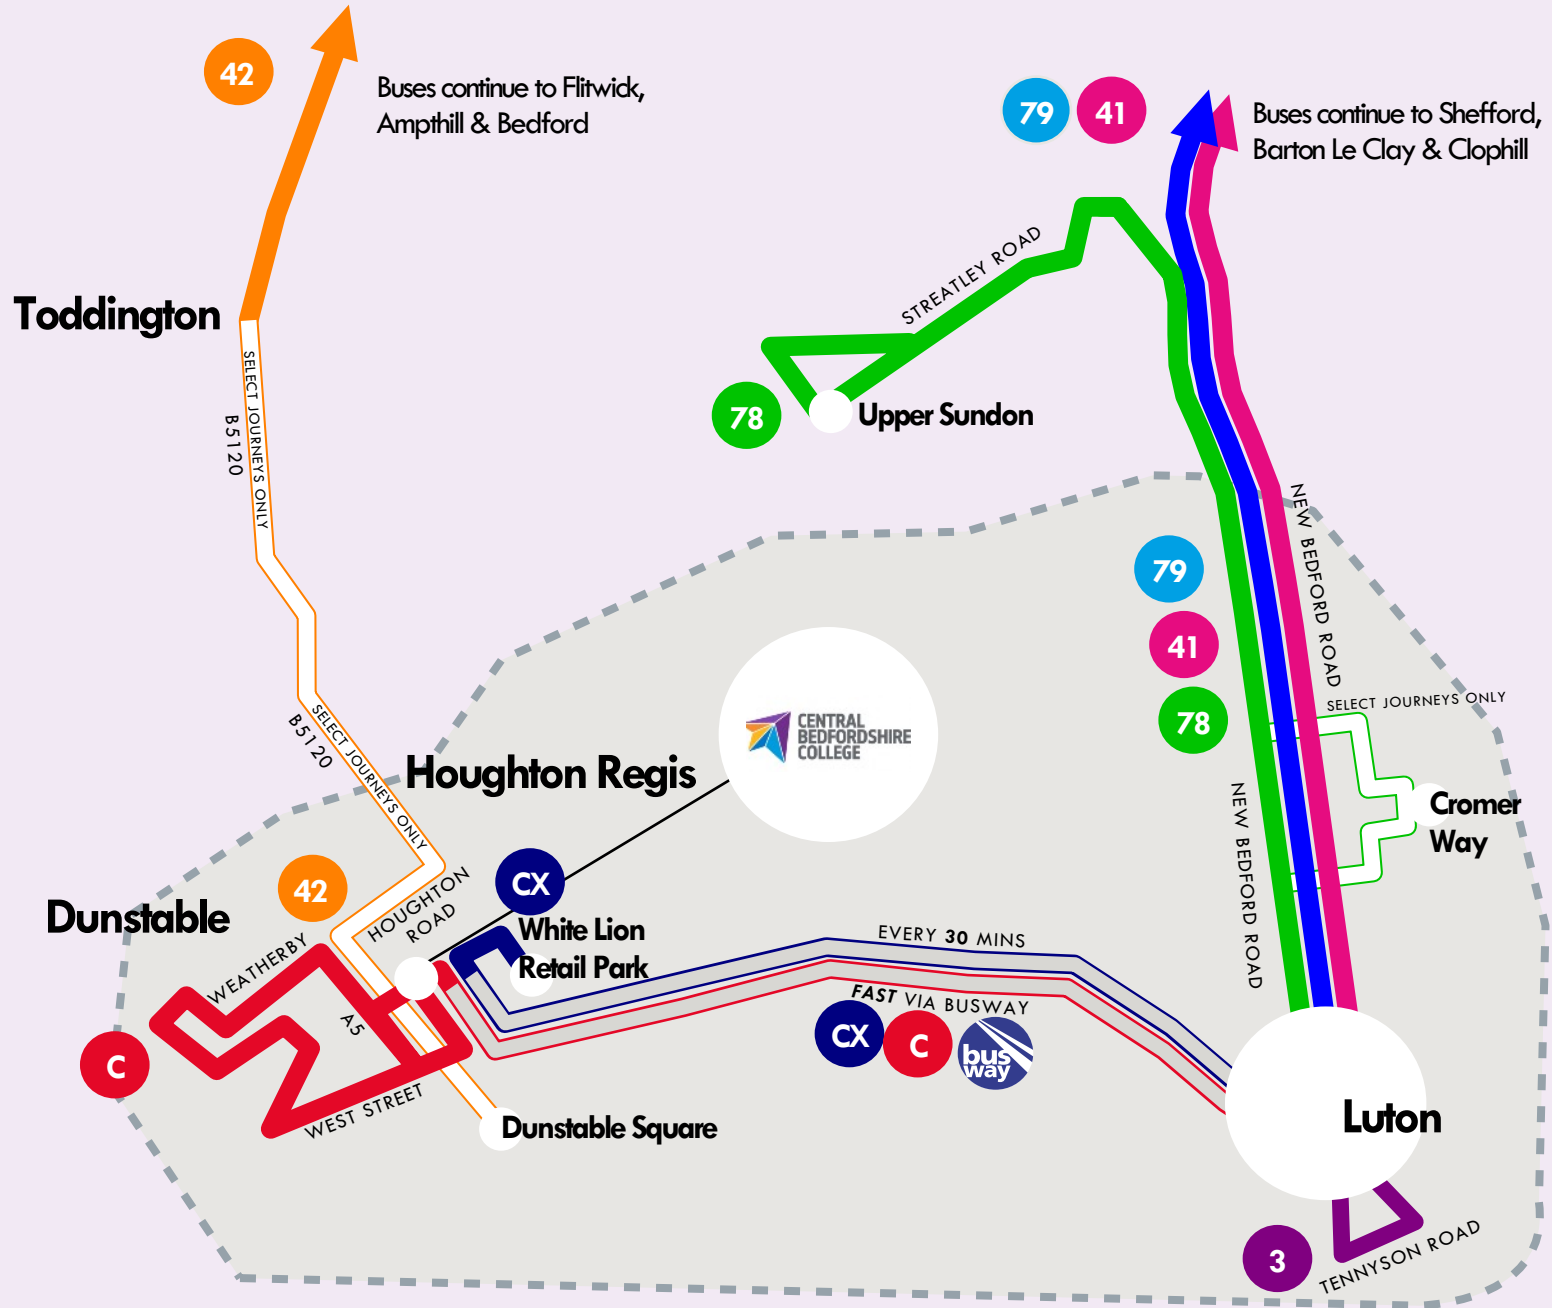 42
Buses continue to Flitwick,
Ampthill & Bedford
79
41
Buses continue to Shefford,
Barton Le Clay & Clophill
STREATLEY ROAD
Toddington
SELECT JOURNEYS ONLY
B5120
78
Upper Sundon
NEW BEDFORD ROAD
79
41
78
SELECT JOURNEYS ONLY
SELECT JOURNEYS ONLY
B5120
CENTRAL
BEDFORDSHIRE
COLLEGE
Houghton Regis
NEW BEDFORD ROAD
Cromer
Way
42
CX
HOUGHTON
ROAD
Dunstable
White Lion
Retail Park
WEATHERBY
A5
EVERY 30 MINS
FAST VIA BUSWAY
CX
C
bus
way
C
WEST STREET
Dunstable Square
Luton
3
TENNYSON ROAD